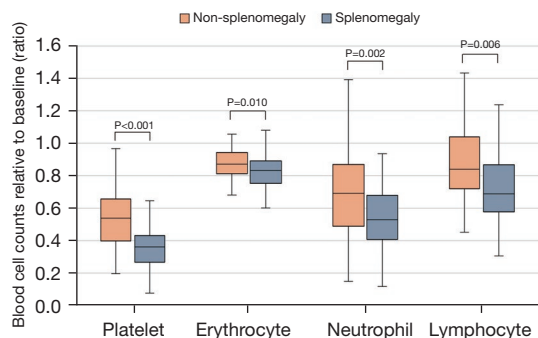 Non-splenomegaly Splenomegaly
Blood cell counts relative to baseline (ratio)
1.6
1.4
1.2
1.0
0.8
0.6
0.4
0.2
0.0
P<0.001
P=0.010
P=0.002
P=0.006
Platelet Erythrocyte Neutrophil Lymphocyte